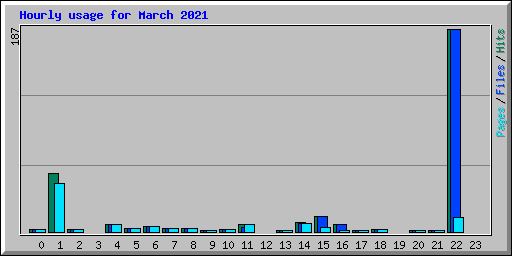 Hourly usage for March 2021
187
Pages/Files/Hits
0 1 2 3 4 5 6 7 8 9 10 11 12 13 14 15 16 17 18 19 20 21 22 23